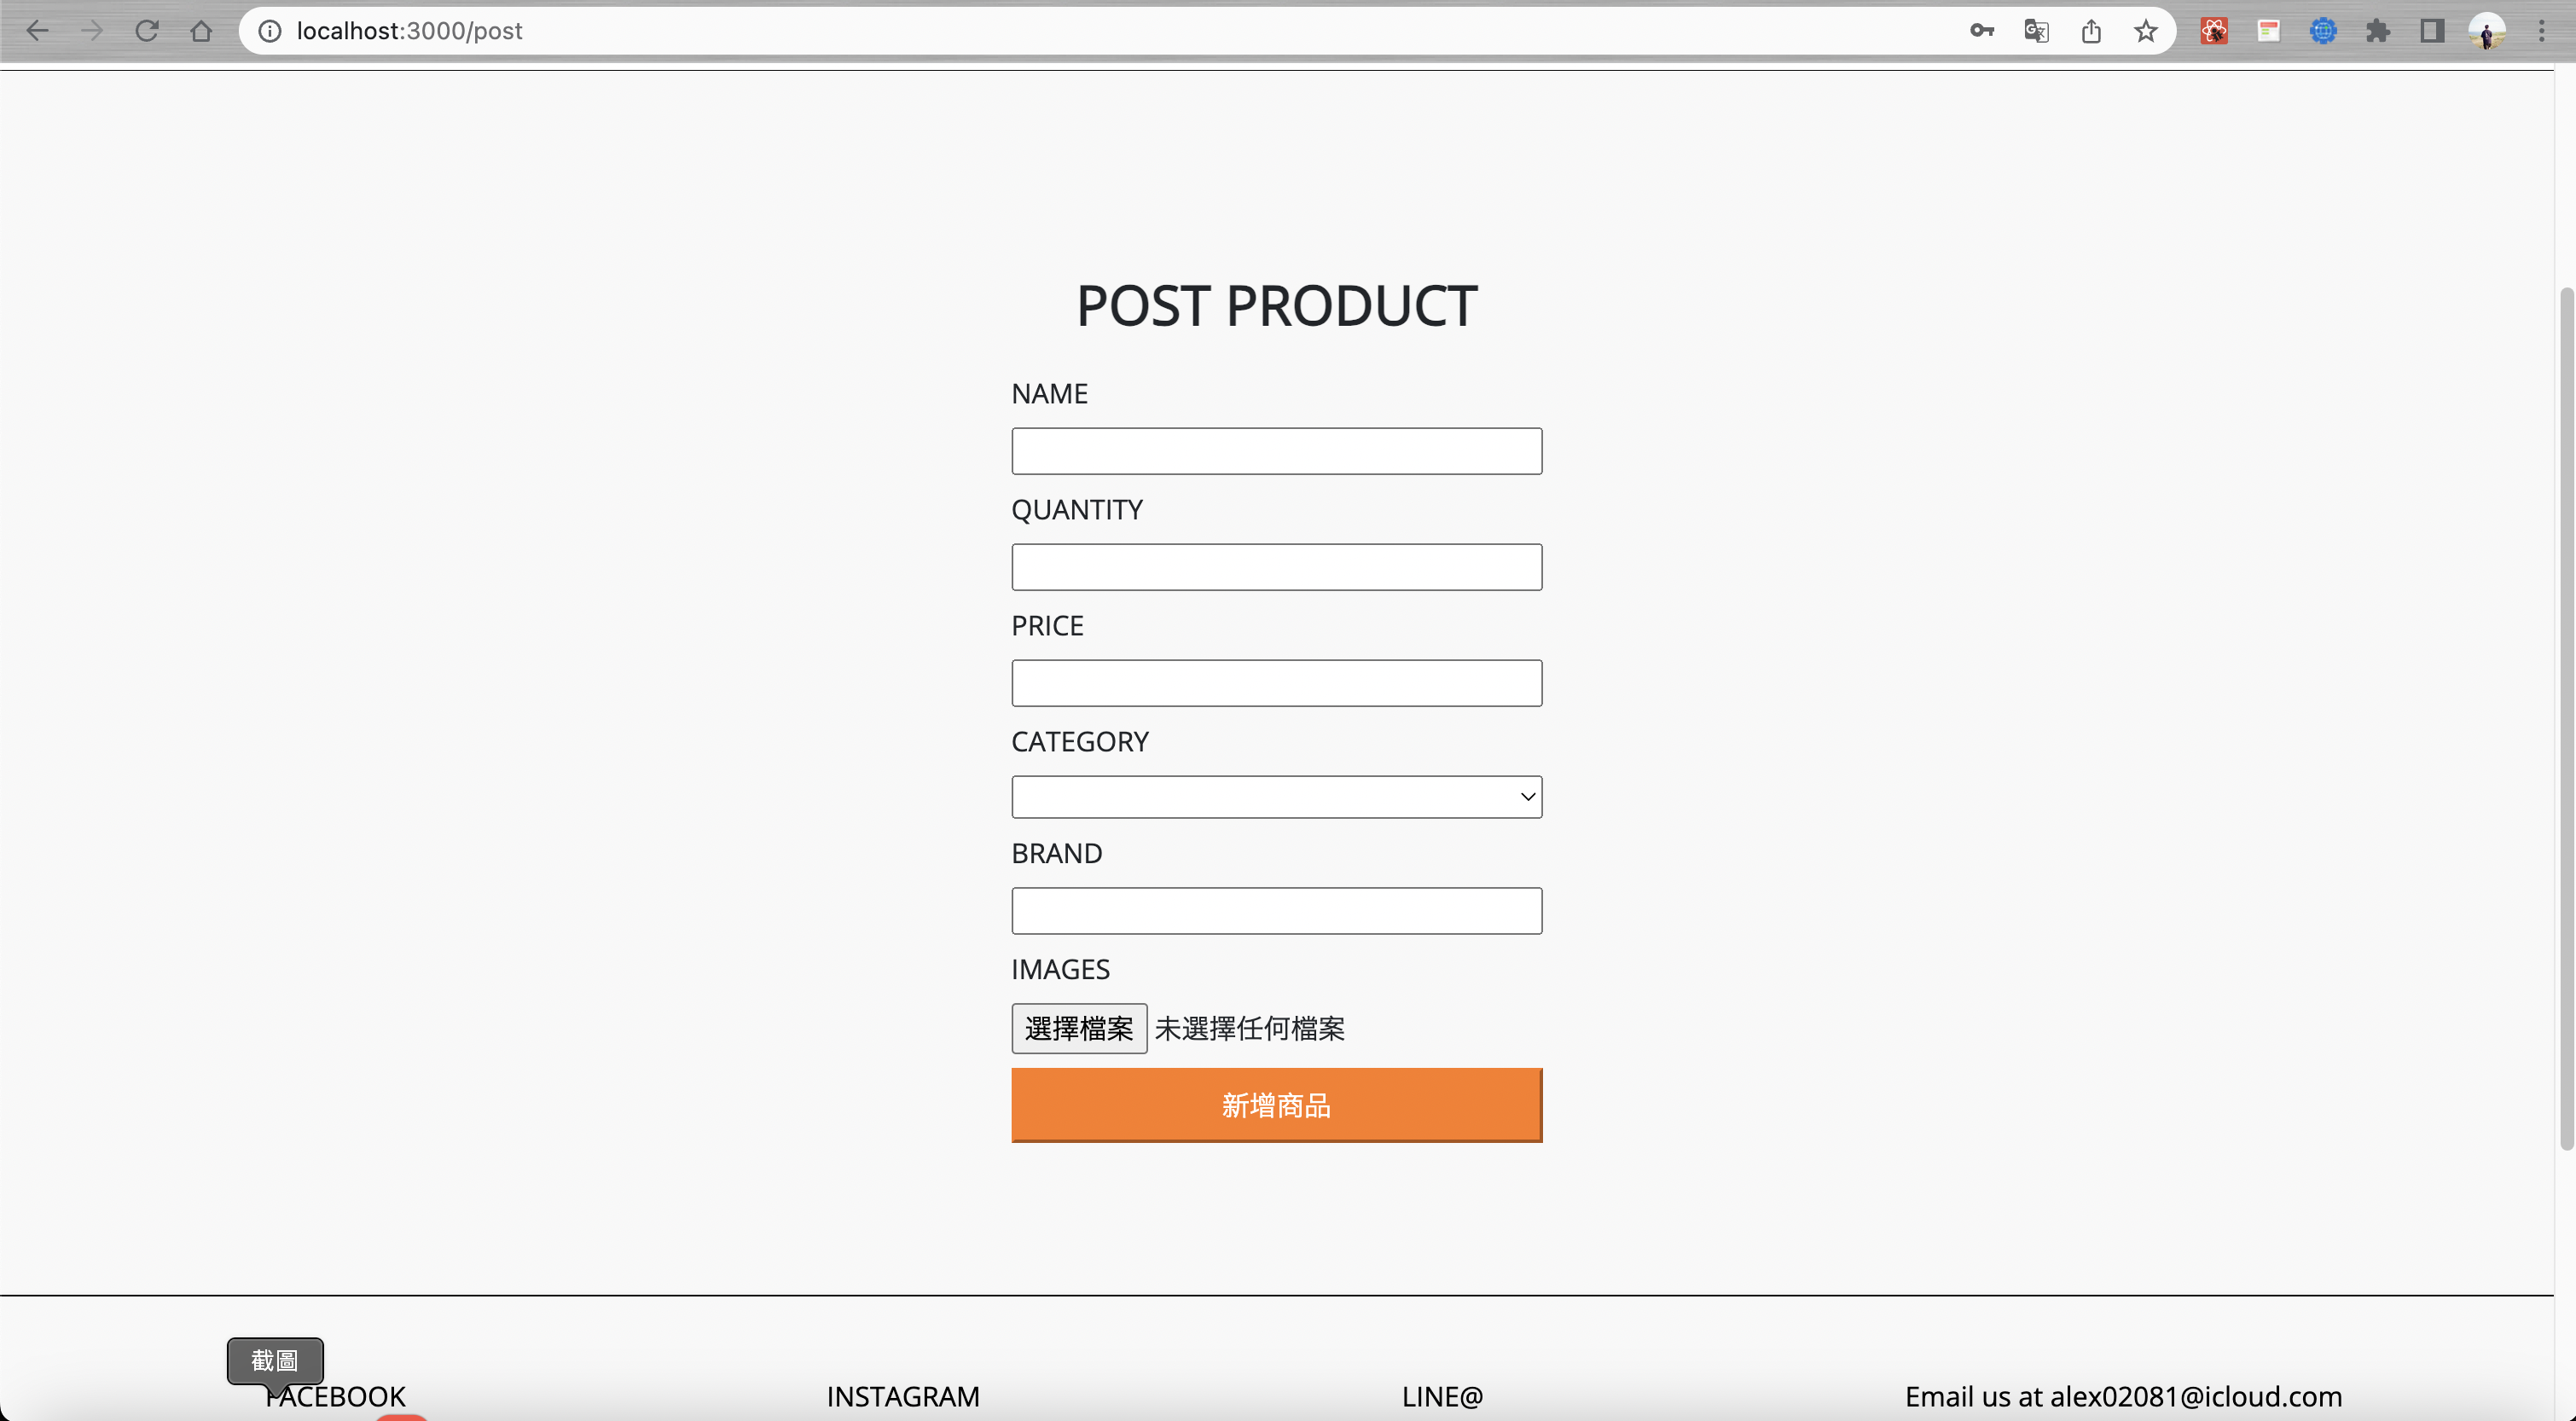 localhost:3000/post
POST PRODUCT
NAME
QUANTITY
PRICE
CATEGORY
BRAND
IMAGES
選擇檔案 未選擇任何檔案
新增商品
截圖
FACEBOOK
INSTAGRAM
LINE@
Email us at alex02081@icloud.com